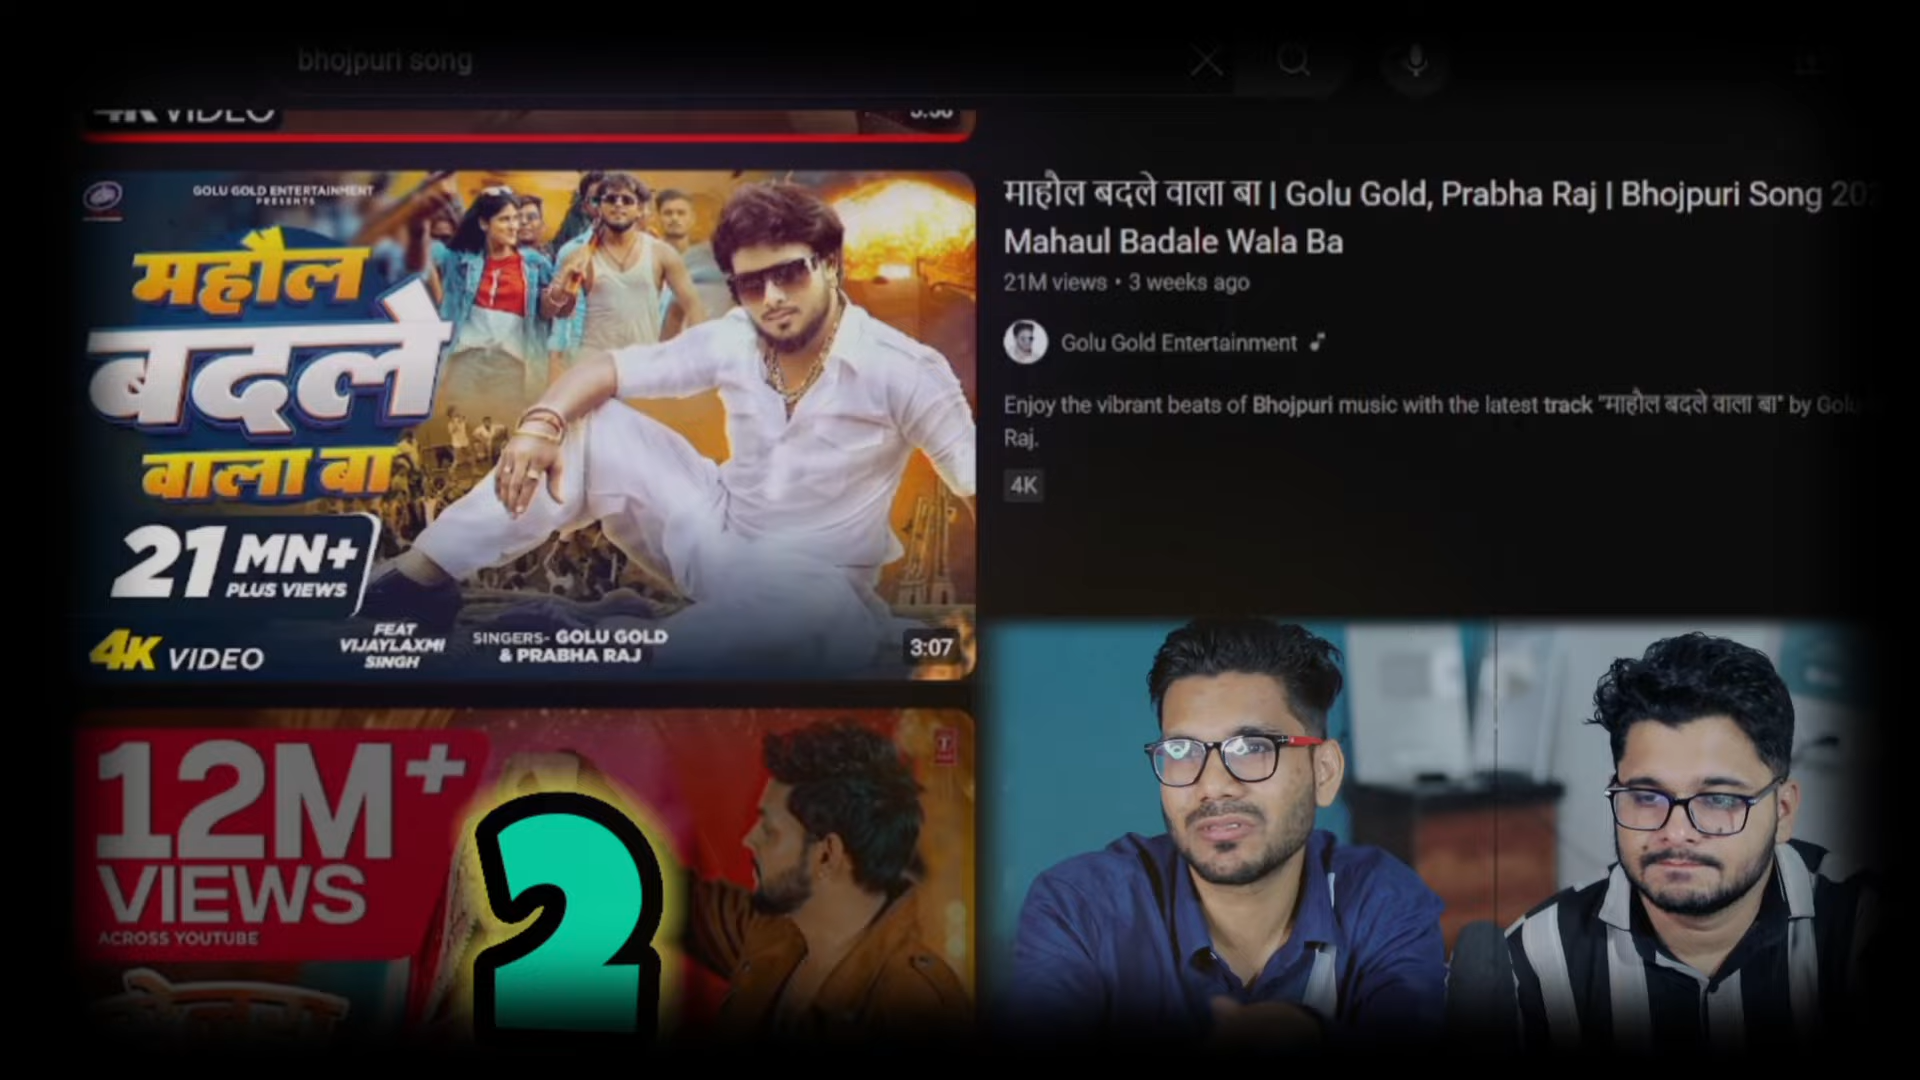 bhojpuri song
4K VIDEO
GOLU GOLD ENTERTAINMENT
PRESENTS
महौल
बदले
वाला बा
21 MN+
PLUS VIEWS
4K VIDEO
FEAT
VIJAYLAXMI
SINGH
SINGERS- GOLU GOLD
& PRABHA RAJ
3:07
माहौल बदले वाला बा | Golu Gold, Prabha Raj | Bhojpuri Song
Mahaul Badale Wala Ba
21M views • 3 weeks ago
Golu Gold Entertainment
Enjoy the vibrant beats of Bhojpuri music with the latest track "माहौल बदले वाला बा" by
Raj.
4K
12M+
VIEWS
ACROSS YOUTUBE
2